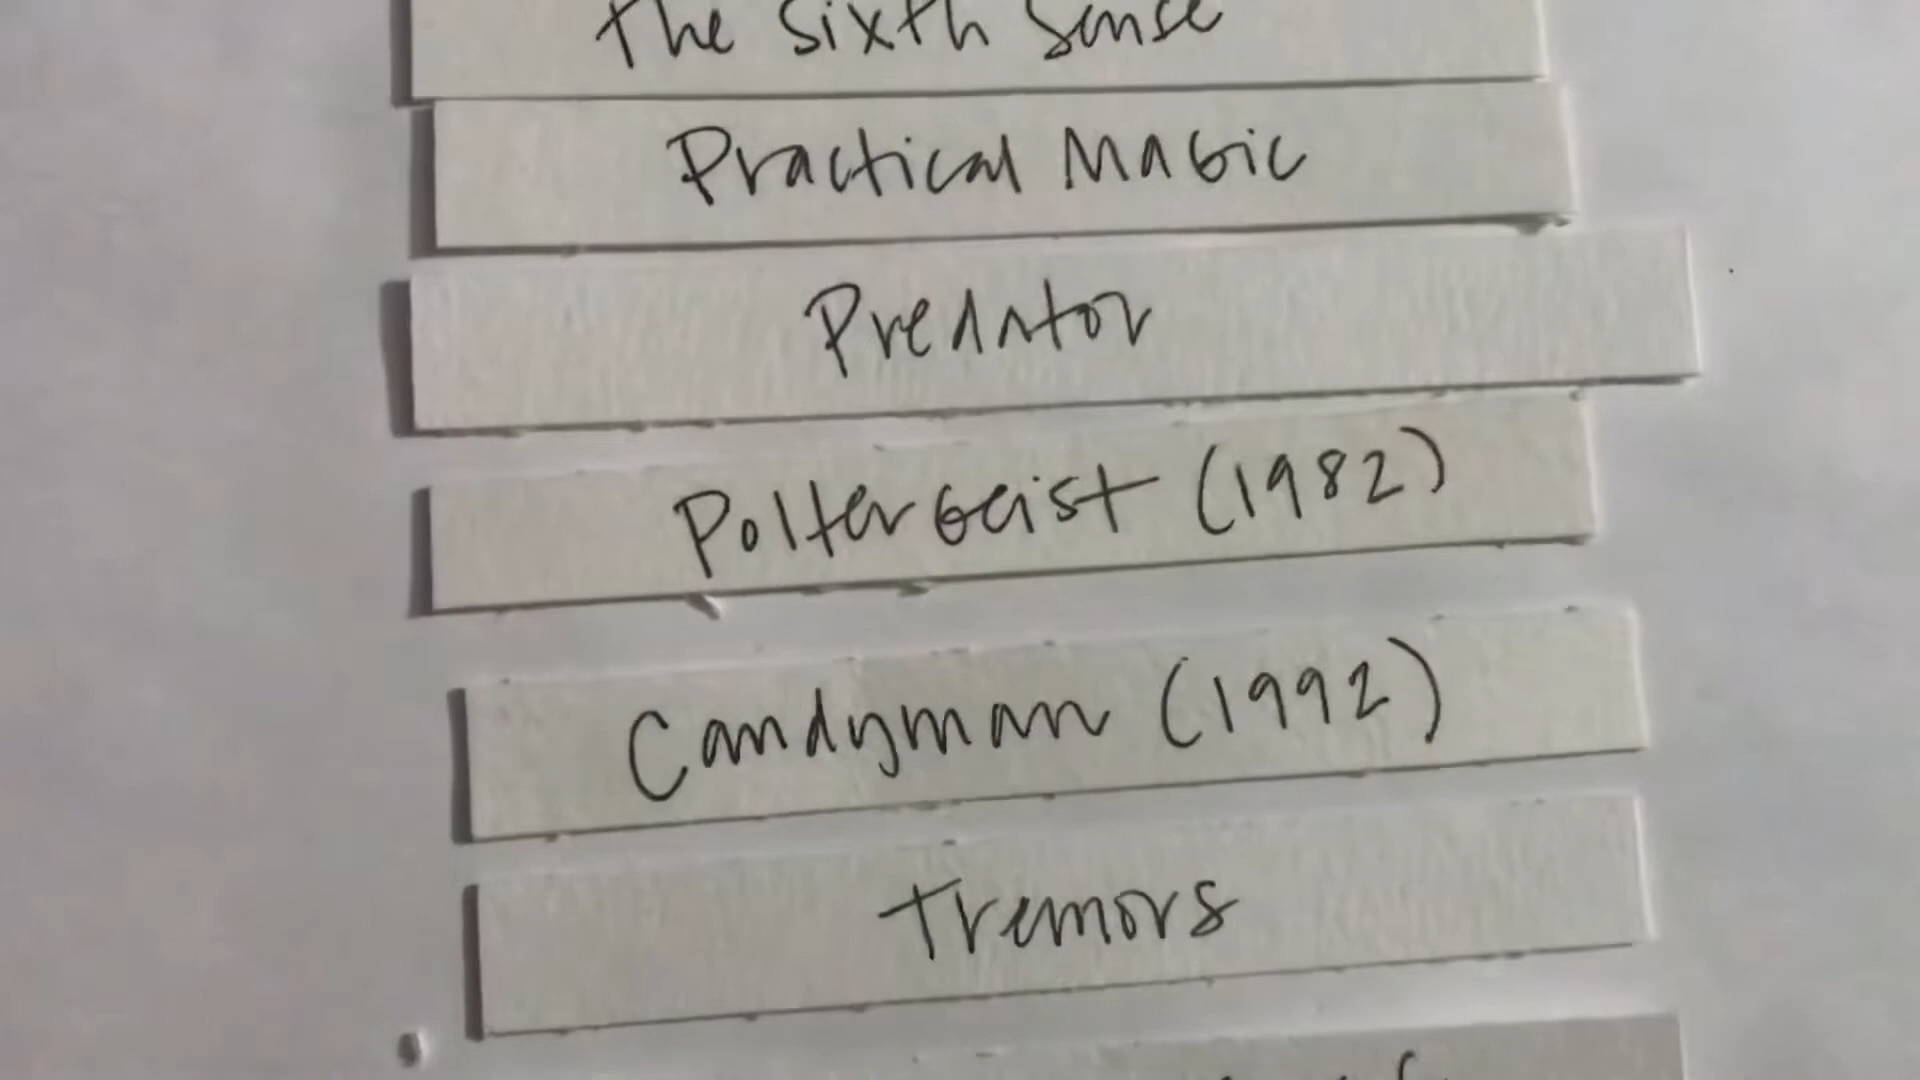 The Sixth Sense
Practical Magic
Predator
Poltergeist (1982)
Candyman (1992)
Tremors